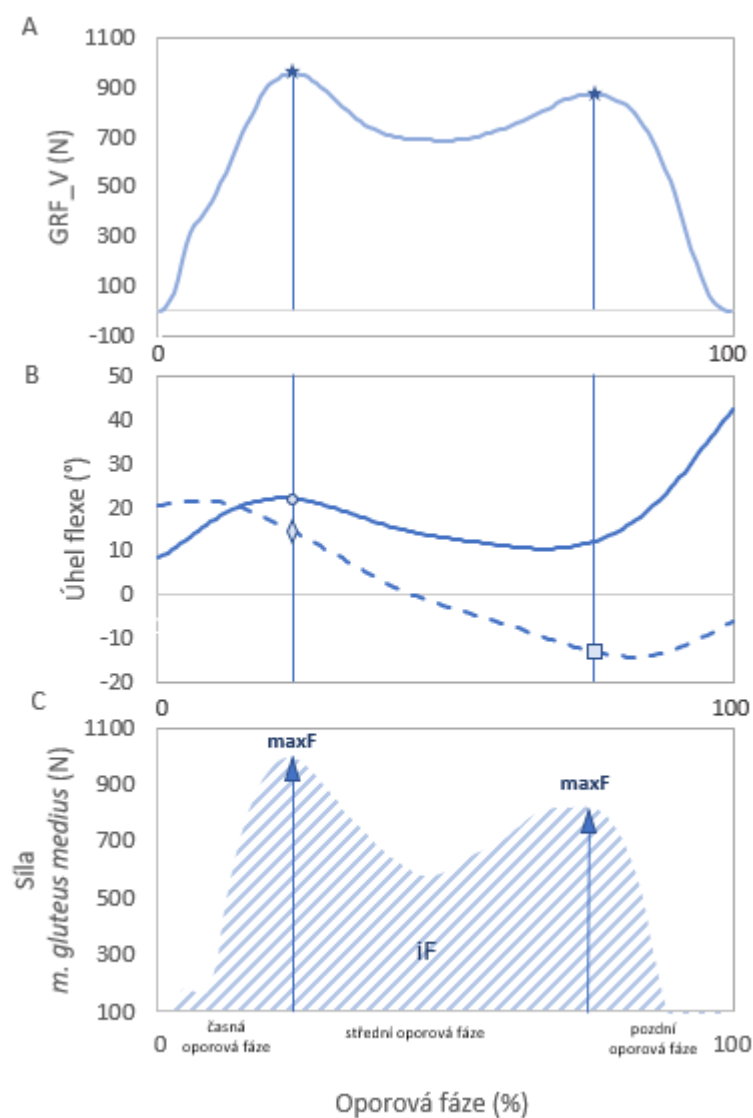 A
1100
900
700
500
300
100
-100
GRF_V (N)
0 100
B
50
40
30
20
10
0
-10
-20
Úhel flexe (°)
0 100
C
1100
900
700
500
300
100
Síla
m. gluteus medius (N)
maxF
maxF
iF
0 100
časná
oporová fáze
střední oporová fáze
pozdní
oporová fáze
Oporová fáze (%)